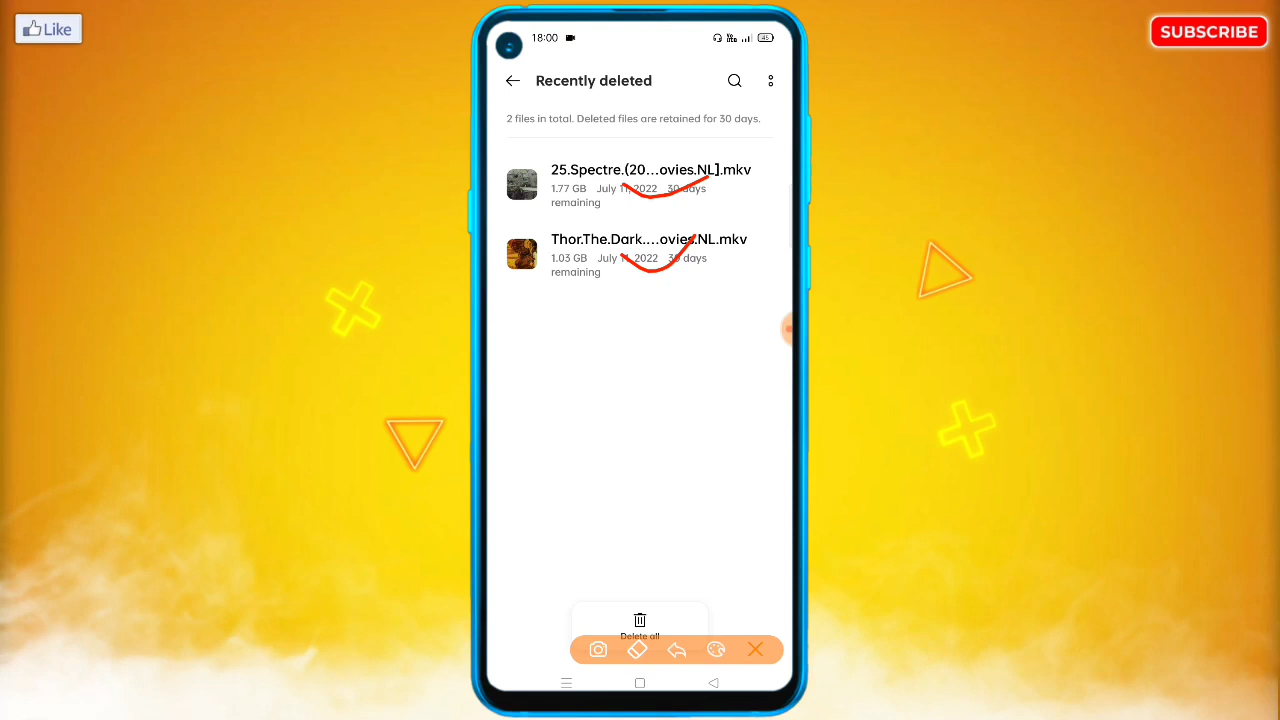 Like
SUBSCRIBE
18:00
45
Recently deleted
2 files in total. Deleted files are retained for 30 days.
25.Spectre.(20...ovies.NL].mkv
1.77 GB July 11, 2022 30 days
remaining
Thor.The.Dark....ovies.NL.mkv
1.03 GB July 11, 2022 30 days
remaining
Delete all